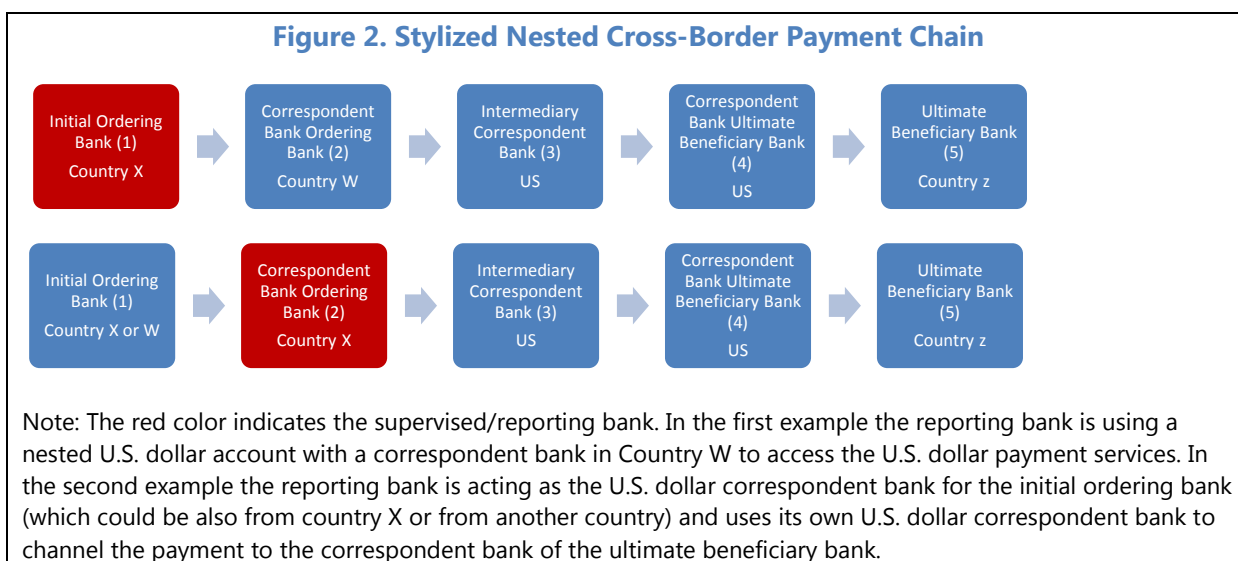 Figure 2. Stylized Nested Cross-Border Payment Chain
Initial Ordering
Bank (1)
Country X
Correspondent
Bank Ordering
Bank (2)
Country W
Intermediary
Correspondent
Bank (3)
US
Correspondent
Bank Ultimate
Beneficiary Bank
(4)
US
Ultimate
Beneficiary Bank
(5)
Country z
Initial Ordering
Bank (1)
Country X or W
Correspondent
Bank Ordering
Bank (2)
Country X
Intermediary
Correspondent
Bank (3)
US
Correspondent
Bank Ultimate
Beneficiary Bank
(4)
US
Ultimate
Beneficiary Bank
(5)
Country z
Note: The red color indicates the supervised/reporting bank. In the first example the reporting bank is using a
nested U.S. dollar account with a correspondent bank in Country W to access the U.S. dollar payment services. In
the second example the reporting bank is acting as the U.S. dollar correspondent bank for the initial ordering bank
(which could be also from country X or from another country) and uses its own U.S. dollar correspondent bank to
channel the payment to the correspondent bank of the ultimate beneficiary bank.